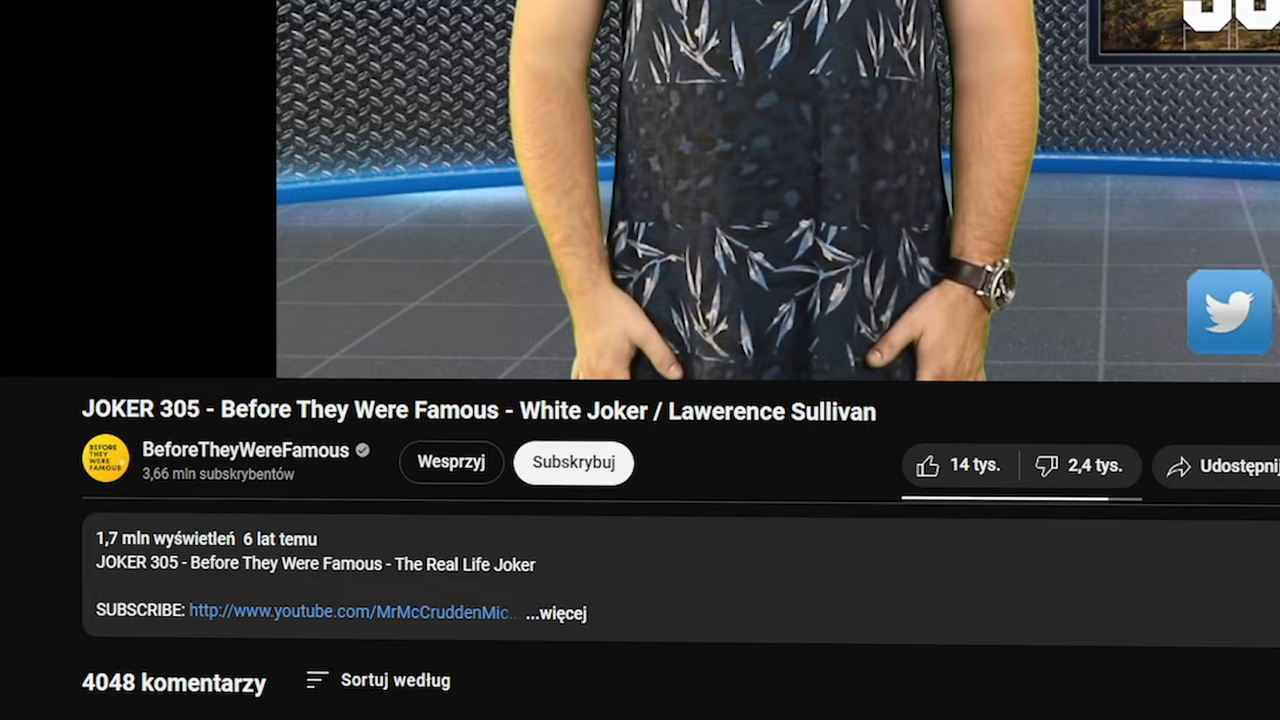 JOKER 305 - Before They Were Famous - White Joker / Lawerence Sullivan
BEFORE
THEY
WERE
FAMOUS
BeforeTheyWereFamous
3,66 mln subskrybentów
Wesprzyj
Subskrybuj
14 tys.
2,4 tys.
1,7 mln wyświetleń 6 lat temu
JOKER 305 - Before They Were Famous - The Real Life Joker
SUBSCRIBE: http://www.youtube.com/MrMcCruddenMic... ...więcej
4048 komentarzy
Sortuj według